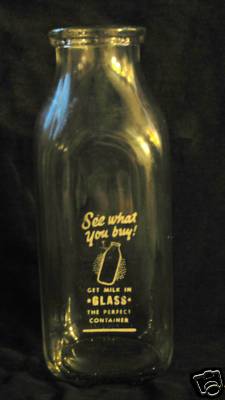 See what
You buy!
GET MILK IN
•GLASS•
THE PERFECT
CONTAINER